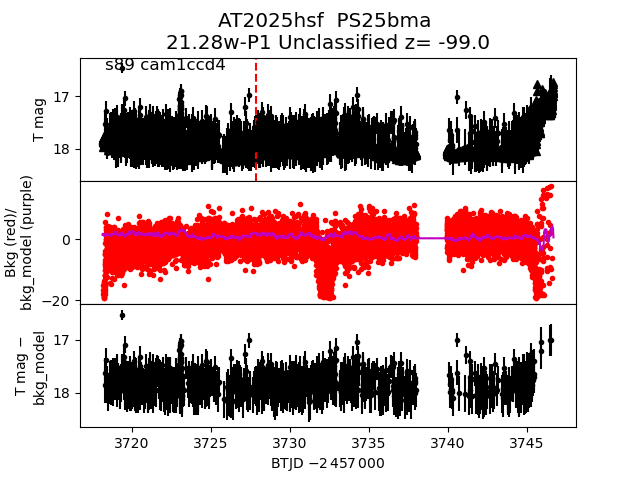 AT2025hsf  PS25bma
21.28w-P1 Unclassified z= -99.0
s89 cam1ccd4
T mag
17
18
Bkg (red)/
bkg_model (purple)
0
−20
T mag −
bkg_model
17
18
3720 3725 3730 3735 3740 3745
BTJD −2 457 000